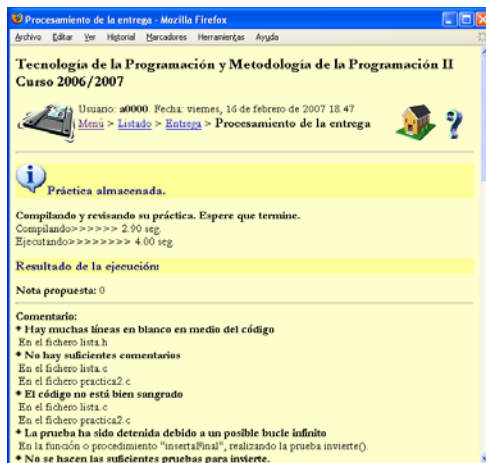 Procesamiento de la entrega - Mozilla Firefox
Archivo Editar Ver Historial Marcadores Herramientas Ayuda
Tecnología de la Programación y Metodología de la Programación II
Curso 2006/2007
Usuario: a0000. Fecha: viernes, 16 de febrero de 2007 18.47
Menú > Listado > Entrega > Procesamiento de la entrega
Práctica almacenada.
Compilando y revisando su práctica. Espere que termine.
Compilando>>>>>> 2.90 seg.
Ejecutando>>>>>>>> 4.00 seg.
Resultado de la ejecución:
Nota propuesta: 0
Comentario:
* Hay muchas líneas en blanco en medio del código
En el fichero lista.h
* No hay suficientes comentarios
En el fichero lista.c
En el fichero practica2.c
* El código no está bien sangrado
En el fichero lista.c
En el fichero practica2.c
* La prueba ha sido detenida debido a un posible bucle infinito
En la función o procedimiento "insertaFinal", realizando la prueba invierte().
* No se hacen las suficientes pruebas para invierte.